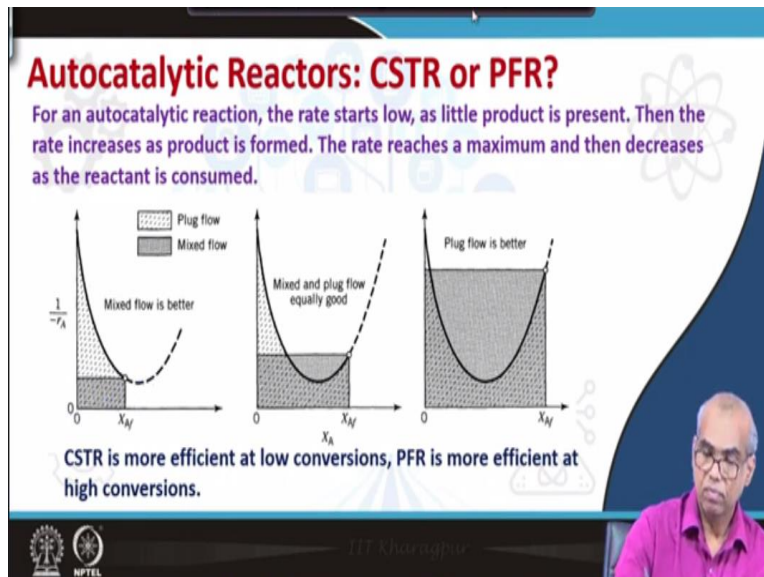 Autocatalytic Reactors: CSTR or PFR?
For an autocatalytic reaction, the rate starts low, as little product is present. Then the
rate increases as product is formed. The rate reaches a maximum and then decreases
as the reactant is consumed.
Plug flow
Mixed flow
Mixed flow is better
Mixed and plug flow
equally good
Plug flow is better
1
-rA
0
0
XAf
0
XAf
0
XAf
XA
CSTR is more efficient at low conversions, PFR is more efficient at
high conversions.
IIT Kharagpur
NPTEL